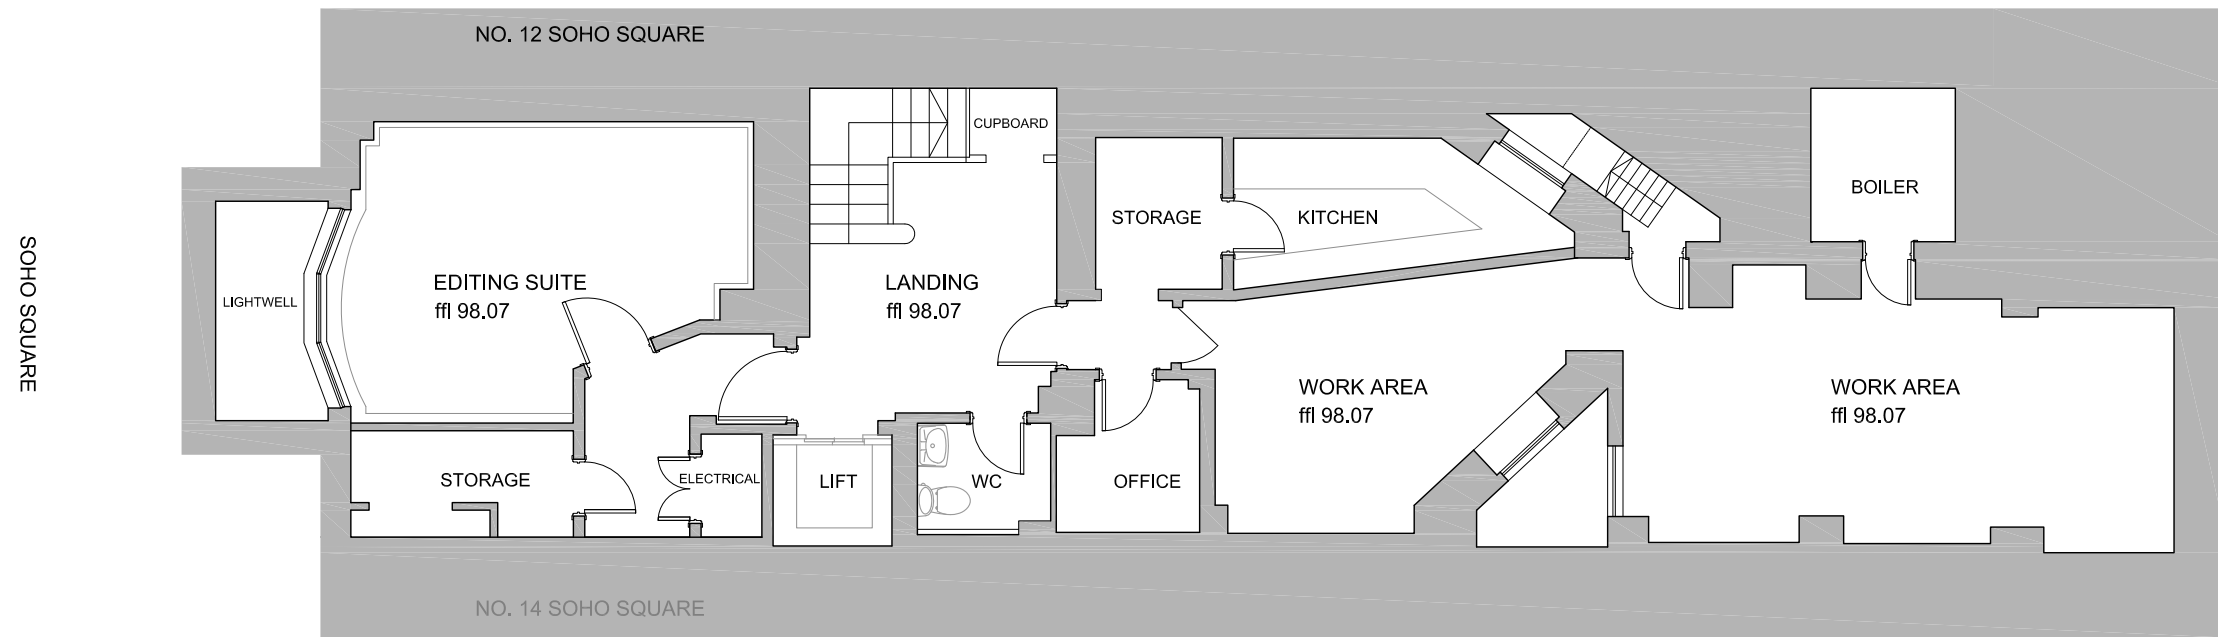 NO. 12 SOHO SQUARE
CUPBOARD
BOILER
STORAGE
KITCHEN
SOHO SQUARE
EDITING SUITE
ffl 98.07
LANDING
ffl 98.07
LIGHTWELL
WORK AREA
ffl 98.07
WORK AREA
ffl 98.07
STORAGE
ELECTRICAL
LIFT
WC
OFFICE
NO. 14 SOHO SQUARE